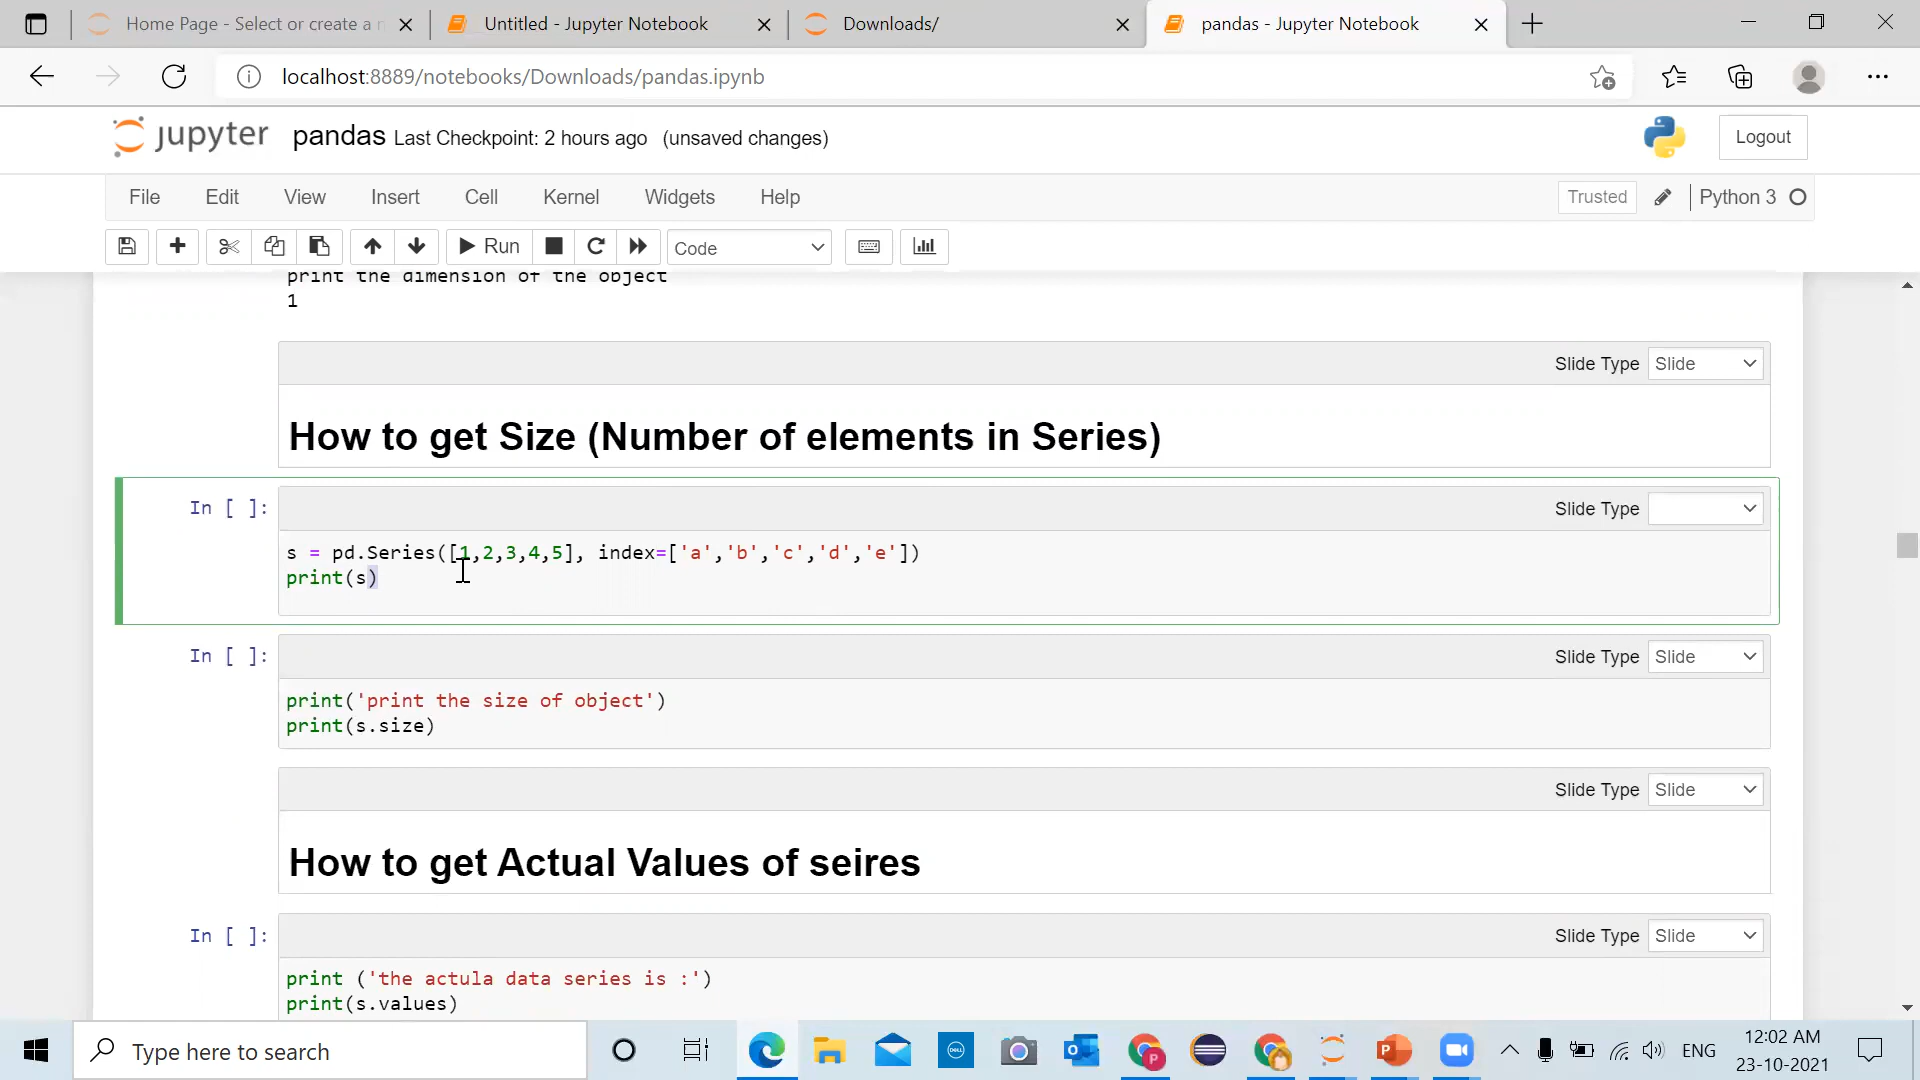 Home Page - Select or create a n
Untitled - Jupyter Notebook
Downloads/
pandas - Jupyter Notebook
localhost:8889/notebooks/Downloads/pandas.ipynb
jupyter pandas Last Checkpoint: 2 hours ago (unsaved changes)
Logout
File Edit View Insert Cell Kernel Widgets Help
Trusted Python 3
Run Code
print the dimension of the object
1
Slide Type Slide
How to get Size (Number of elements in Series)
In [ ]:
Slide Type
s = pd.Series([1,2,3,4,5], index=['a','b','c','d','e'])
print(s)
In [ ]:
Slide Type Slide
print('print the size of object')
print(s.size)
Slide Type Slide
How to get Actual Values of seires
In [ ]:
Slide Type Slide
print ('the actula data series is :')
print(s.values)
Type here to search
DELL
P
P
ENG
12:02 AM
23-10-2021